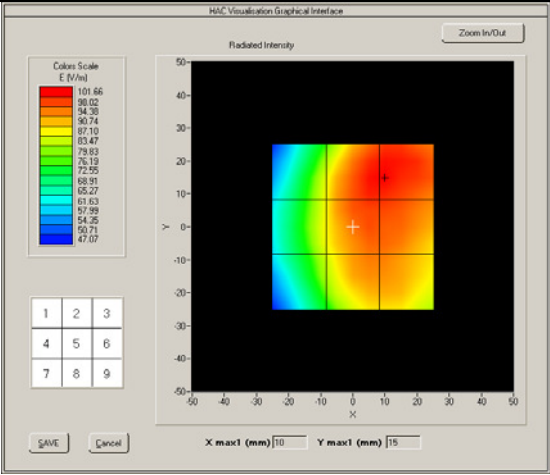 HAC Visualisation Graphical Interface
Zoom In/Out
Radiated Intensity
Colors Scale
E (V/m)
101.66
98.02
94.38
90.74
87.10
83.47
79.83
76.19
72.55
68.91
65.27
61.63
57.99
54.35
50.71
47.07
50
40
30
20
10
Y 0
-10
-20
-30
-40
-50
-50 -40 -30 -20 -10 0 10 20 30 40 50
X
1 2 3
4 5 6
7 8 9
SAVE Cancel X max1 (mm) 10 Y max1 (mm) 15